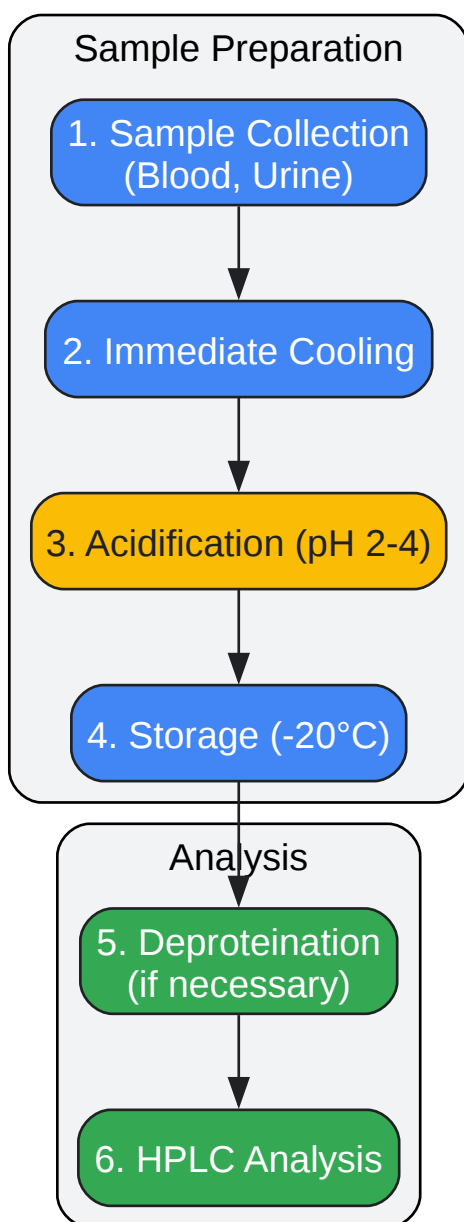 Sample Preparation
1. Sample Collection
(Blood, Urine)
2. Immediate Cooling
3. Acidification (pH 2-4)
4. Storage (-20°C)
Analysis
5. Deproteination
(if necessary)
6. HPLC Analysis